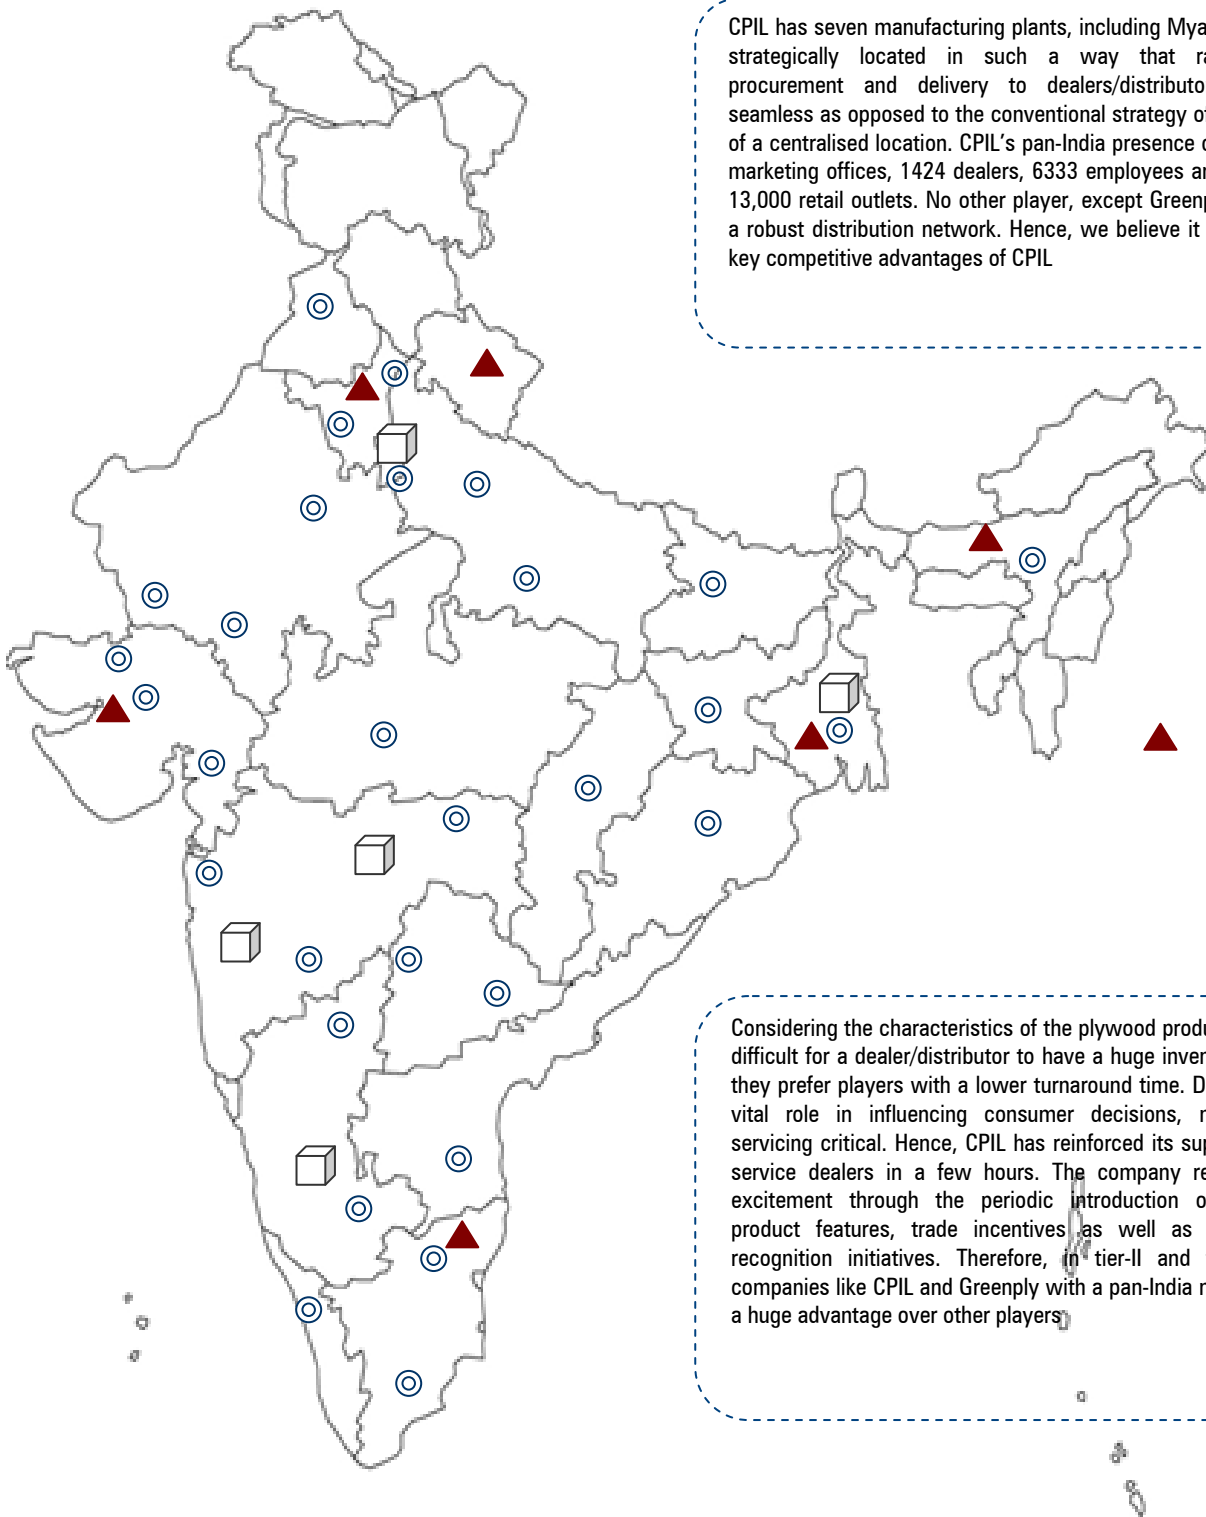 CPIL has seven manufacturing plants, including Mya
strategically located in such a way that ra
procurement and delivery to dealers/distributo
seamless as opposed to the conventional strategy of
of a centralised location. CPIL's pan-India presence
marketing offices, 1424 dealers, 6333 employees
13,000 retail outlets. No other player, except Greenp
a robust distribution network. Hence, we believe it
key competitive advantages of CPIL
Considering the characteristics of the plywood produ
difficult for a dealer/distributor to have a huge inven
they prefer players with a lower turnaround time. D
vital role in influencing consumer decisions,
servicing critical. Hence, CPIL has reinforced its sup
service dealers in a few hours. The company re
excitement through the periodic introduction
product features, trade incentives as well as
recognition initiatives. Therefore, in tier-II and
companies like CPIL and Greenply with a pan-India
a huge advantage over other players